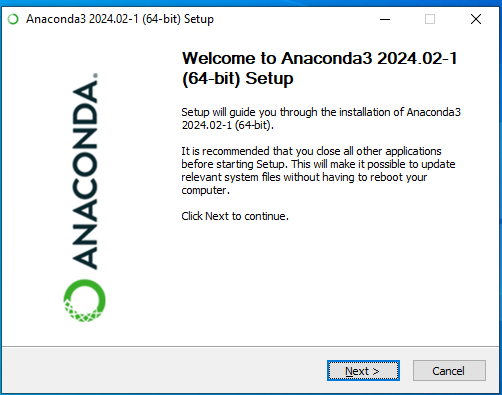 Anaconda3 2024.02-1 (64-bit) Setup
Welcome to Anaconda3 2024.02-1
(64-bit) Setup
Setup will guide you through the installation of Anaconda3
2024.02-1 (64-bit).
It is recommended that you close all other applications
before starting Setup. This will make it possible to update
relevant system files without having to reboot your
computer.
Click Next to continue.
ANACONDA.
Next >
Cancel